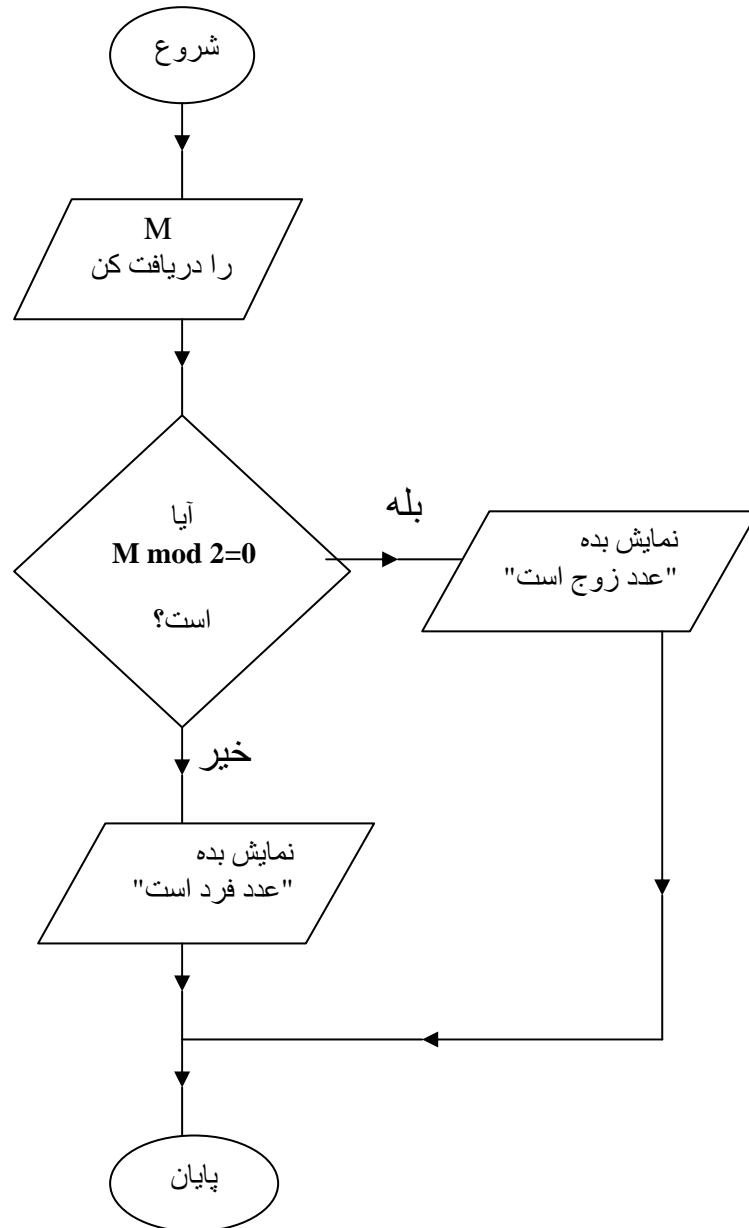 شروع
M
را دریافت کن
آیا
M mod 2=0
است؟
بله
نمایش بده
"عدد زوج است"
خیر
نمایش بده
"عدد فرد است"
پایان